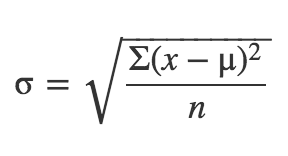 σ = √(Σ(x − μ)² / n)